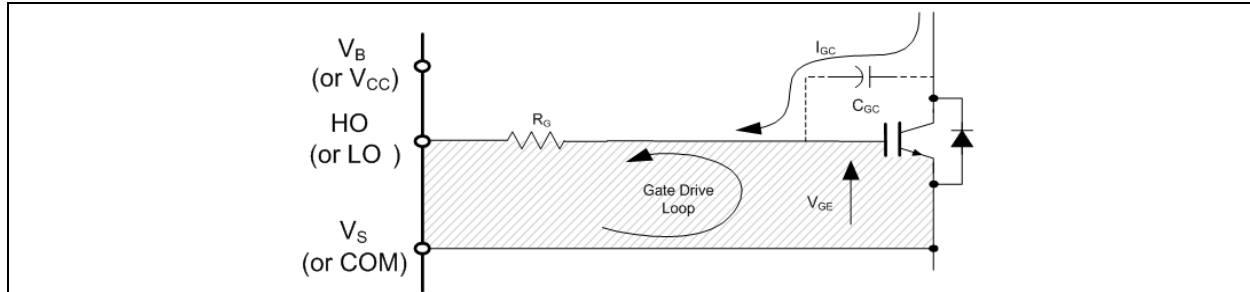 V_B
(or V_CC)
HO
(or LO )
V_S
(or COM)
R_G
I_GC
C_GC
Gate Drive
Loop
V_GE